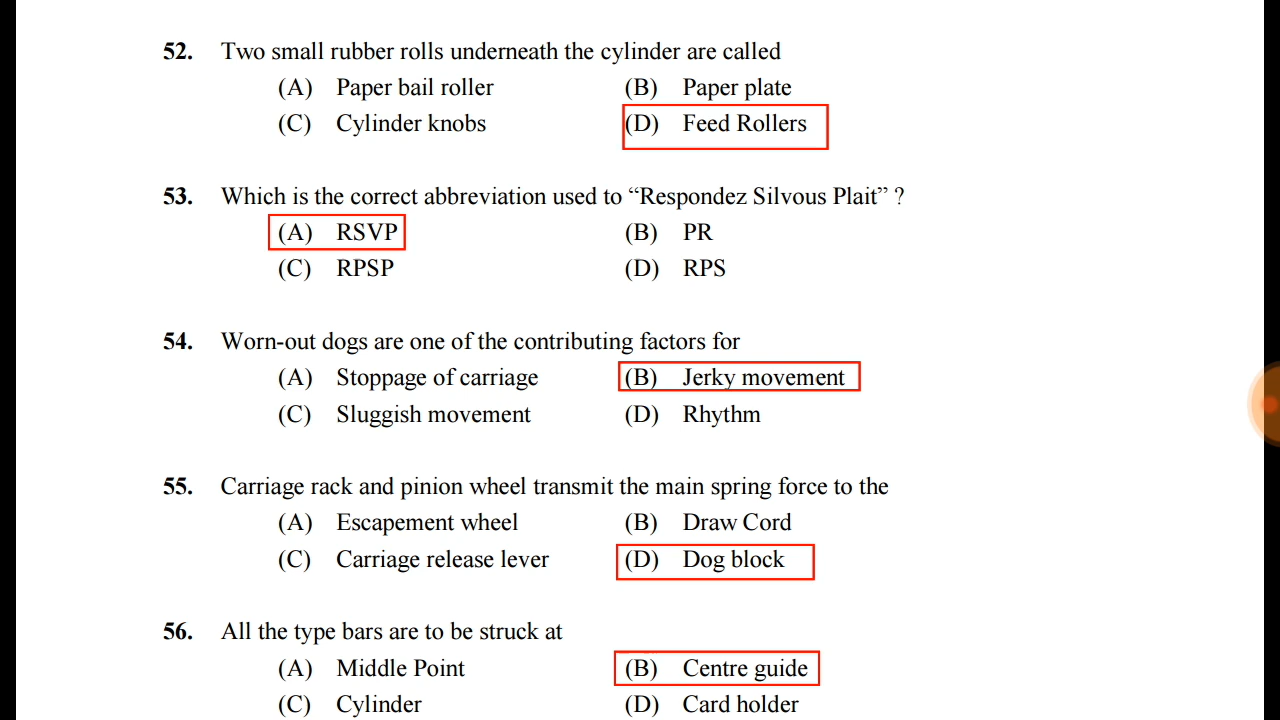 52. Two small rubber rolls underneath the cylinder are called
(A) Paper bail roller (B) Paper plate
(C) Cylinder knobs (D) Feed Rollers
53. Which is the correct abbreviation used to “Respondez Silvous Plait” ?
(A) RSVP (B) PR
(C) RPSP (D) RPS
54. Worn-out dogs are one of the contributing factors for
(A) Stoppage of carriage (B) Jerky movement
(C) Sluggish movement (D) Rhythm
55. Carriage rack and pinion wheel transmit the main spring force to the
(A) Escapement wheel (B) Draw Cord
(C) Carriage release lever (D) Dog block
56. All the type bars are to be struck at
(A) Middle Point (B) Centre guide
(C) Cylinder (D) Card holder